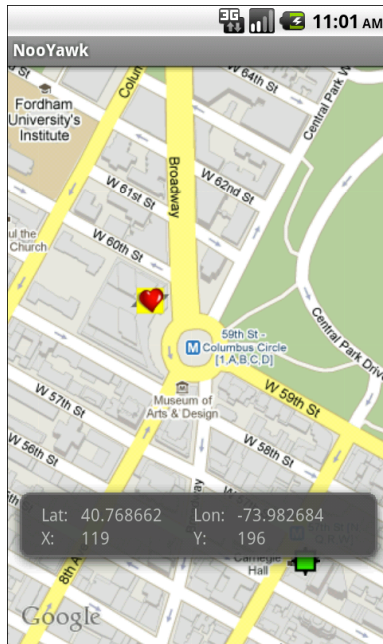 3G 11:01 AM
NooYawk
W 64th St
Central Park W
Fordham
University's
Institute
Broadway
W 61st St
W 62nd St
W 60th St
ul the
Church
Central Park Drive
59th St -
M Columbus Circle
[1,A,B,C,D]
W 59th St
Museum of
Arts & Design
W 57th St
W 58th St
W 56th St
Lat: 40.768662 Lon: -73.982684
X: 119 Y: 196
Carnegie
Hall
8th A
Google